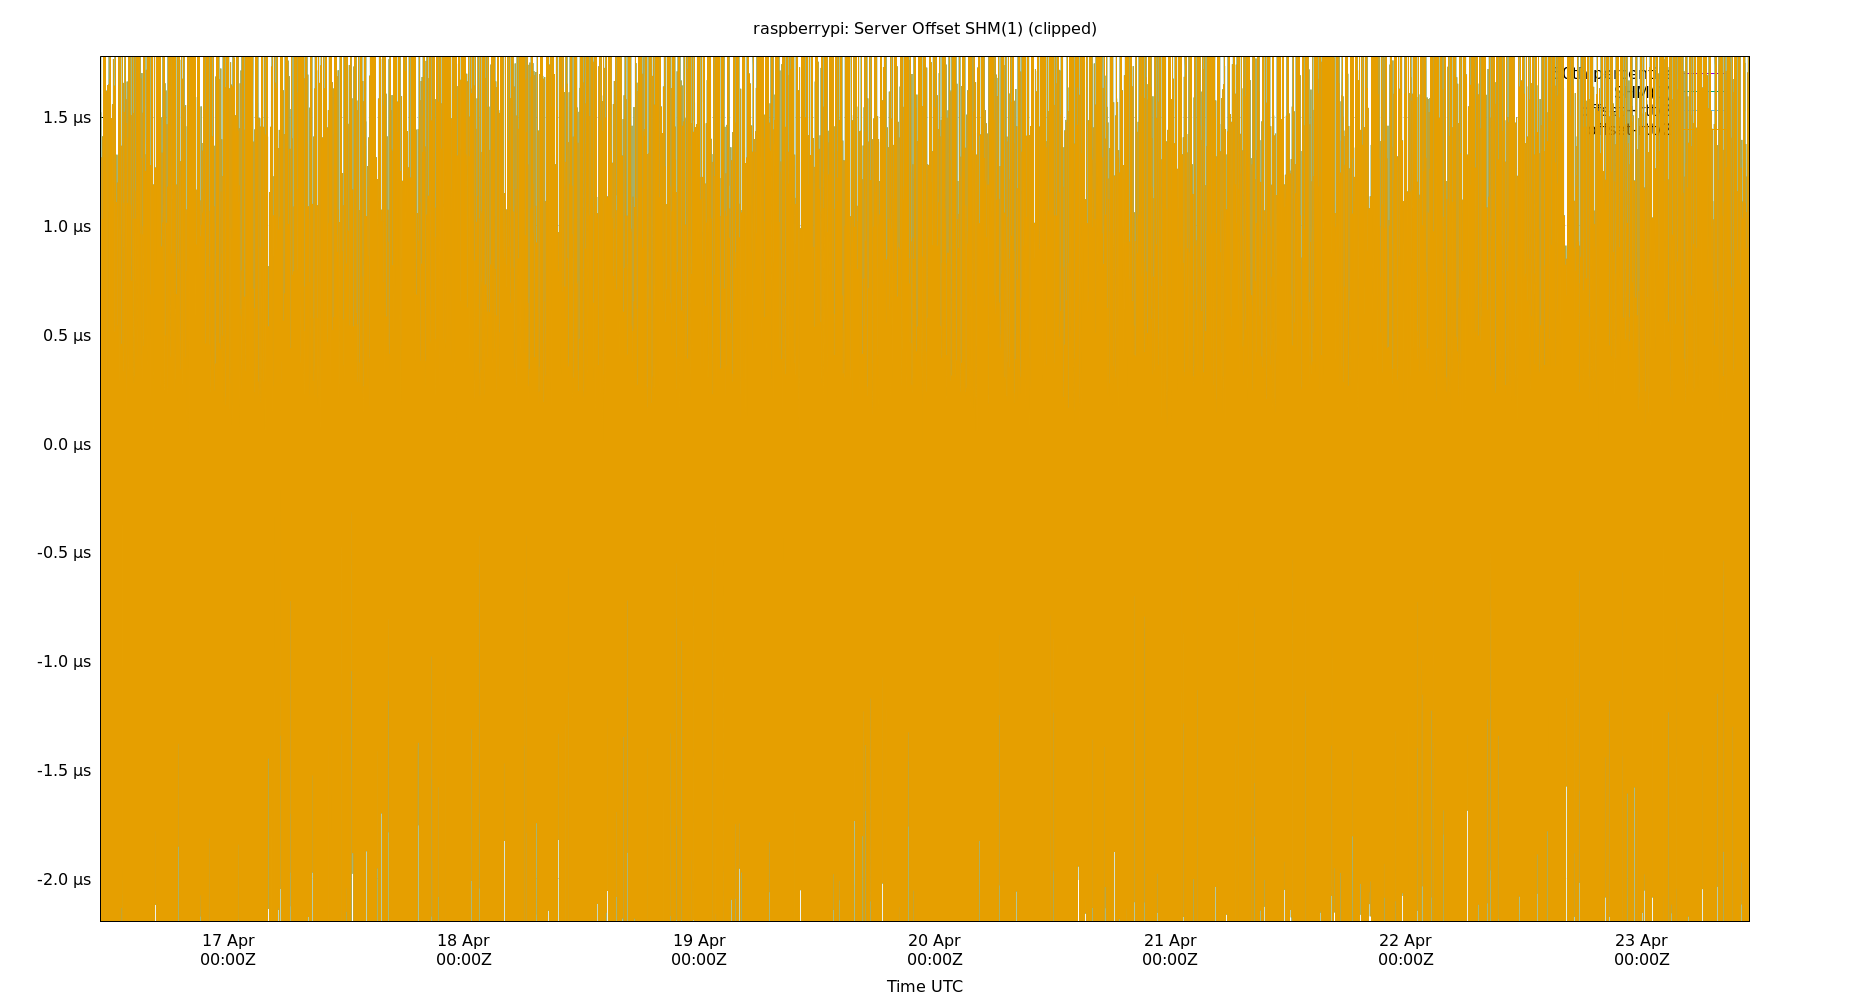 raspberrypi: Server Offset SHM(1) (clipped)
1.5 µs
1.0 µs
0.5 µs
0.0 µs
-0.5 µs
-1.0 µs
-1.5 µs
-2.0 µs
17 Apr 18 Apr 19 Apr 20 Apr 21 Apr 22 Apr 23 Apr
00:00Z 00:00Z 00:00Z 00:00Z 00:00Z 00:00Z 00:00Z
Time UTC